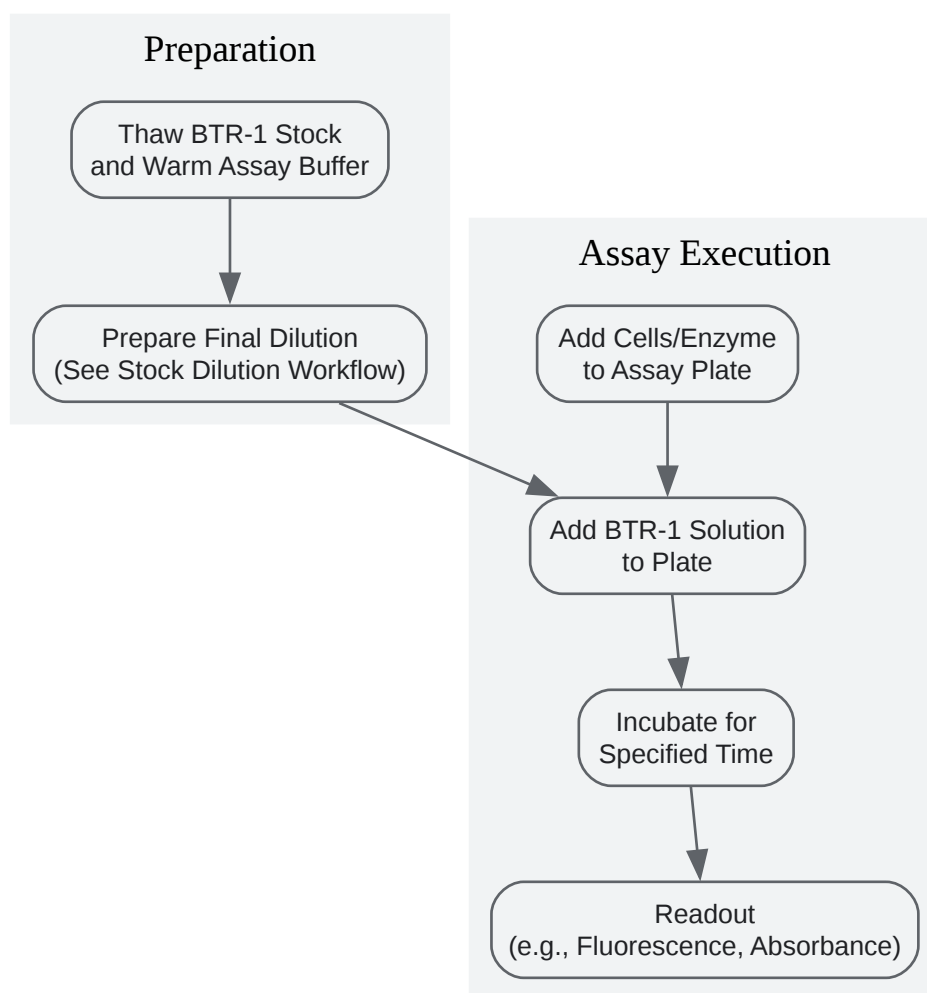 Preparation
Thaw BTR-1 Stock
and Warm Assay Buffer
Prepare Final Dilution
(See Stock Dilution Workflow)
Assay Execution
Add Cells/Enzyme
to Assay Plate
Add BTR-1 Solution
to Plate
Incubate for
Specified Time
Readout
(e.g., Fluorescence, Absorbance)